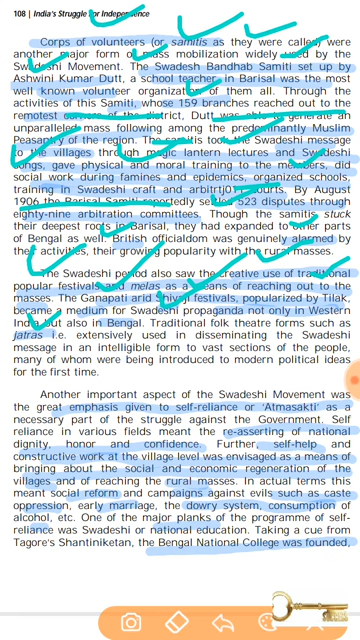 108 | India's Struggle for Independence
Corps of volunteers (or samitis as they were called) were
another major form of mass mobilization widely used by the
Swadeshi Movement. The Swadesh Bandhab Samiti set up by
Ashwini Kumar Dutt, a school teacher, in Barisal was the most
well known volunteer organization of them all. Through the
activities of this Samiti, whose 159 branches reached out to the
remotest corners of the district, Dutt was able to generate an
unparalleled mass following among the predominantly Muslim
Peasantry of the region. The samitis took the Swadeshi message
to the villages through magic lantern lectures and Swadeshi
songs, gave physical and moral training to the members, did
social work during famines and epidemics, organized schools,
training in Swadeshi craft and arbitrtj0t courts. By August
1906 the Barisal Samiti reportedly settled 523 disputes through
eighty-nine arbitration committees. Though the samitis stuck
their deepest roots in Barisal, they had expanded to other parts
of Bengal as well. British officialdom was genuinely alarmed by
their activities, their growing popularity with the rural masses.
The Swadeshi period also saw the creative use of traditional
popular festivals and melas as a means of reaching out to the
masses. The Ganapati arid Shivaji festivals, popularized by Tilak,
became a medium for Swadeshi propaganda not only in Western
India but also in Bengal. Traditional folk theatre forms such as
jatras i.e. extensively used in disseminating the Swadeshi
message in an intelligible form to vast sections of the people,
many of whom were being introduced to modern political ideas
for the first time.
Another important aspect of the Swadeshi Movement was
the great emphasis given to self-reliance or 'Atmasakti' as a
necessary part of the struggle against the Government. Self
reliance in various fields meant the re-asserting of national
dignity, honor and confidence. Further, self-help and
constructive work at the village level was envisaged as a means of
bringing about the social and economic regeneration of the
villages and of reaching the rural masses. In actual terms this
meant social reform and campaigns against evils such as caste
oppression, early marriage, the dowry system, consumption of
alcohol, etc. One of the major planks of the programme of self-
reliance was Swadeshi or national education. Taking a cue from
Tagore's Shantiniketan, the Bengal National College was founded,